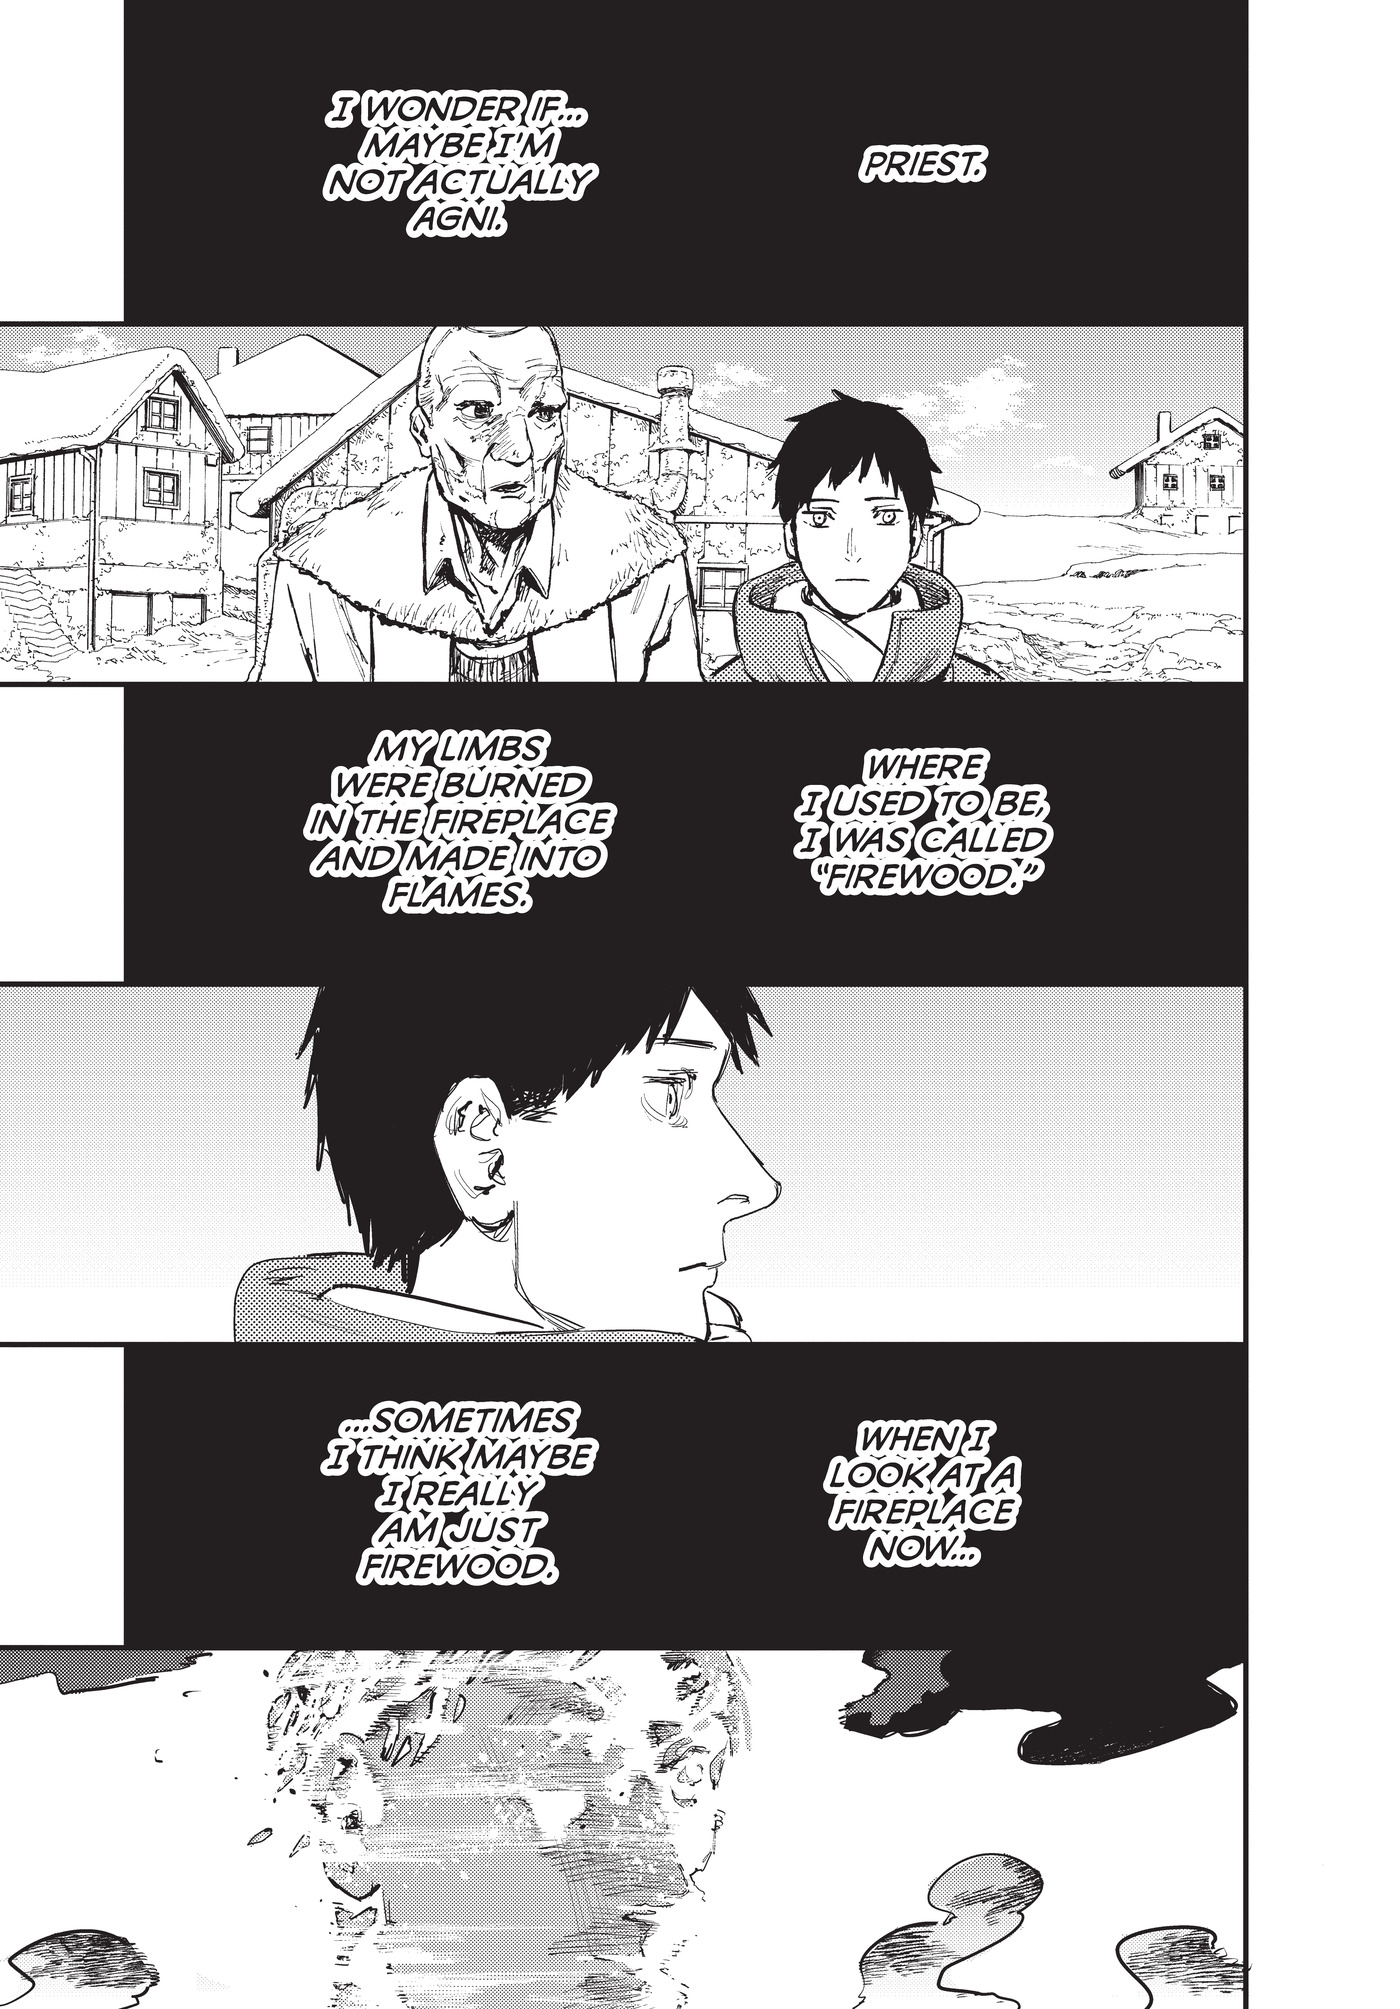 PRIEST.
I WONDER IF...
MAYBE I'M
NOT ACTUALLY
AGNI.
WHERE
I USED TO BE,
I WAS CALLED
“FIREWOOD.”
MY LIMBS
WERE BURNED
IN THE FIREPLACE
AND MADE INTO
FLAMES.
WHEN I
LOOK AT A
FIREPLACE
NOW...
...SOMETIMES
I THINK MAYBE
I REALLY
AM JUST
FIREWOOD.